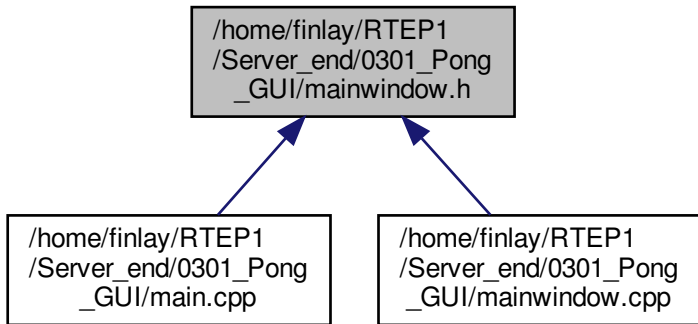 /home/finlay/RTEP1
/Server_end/0301_Pong
_GUI/mainwindow.h
/home/finlay/RTEP1
/Server_end/0301_Pong
_GUI/main.cpp
/home/finlay/RTEP1
/Server_end/0301_Pong
_GUI/mainwindow.cpp